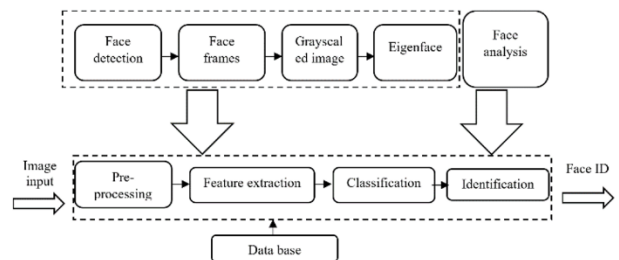 Face
detection
Face
frames
Grayscal
ed image
Eigenface
Face
analysis
Image
input
Pre-
processing
Feature extraction
Classification
Identification
Face ID
Data base